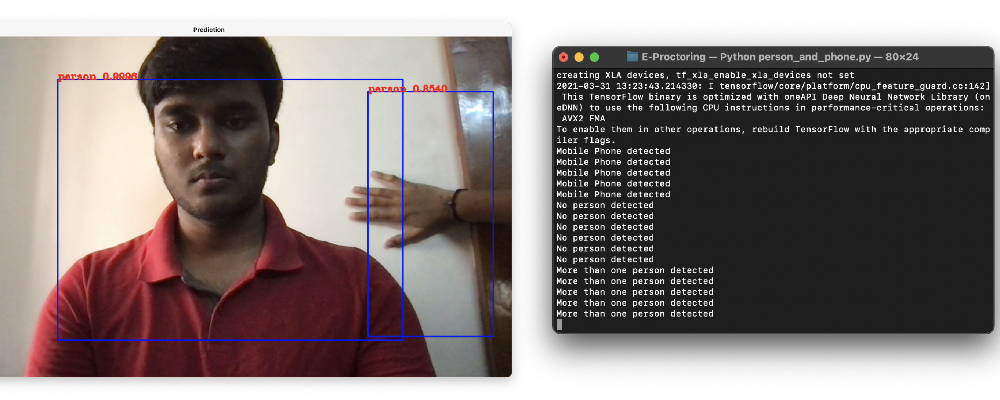 Prediction
person 0.9996
person 0.8540
E-Proctoring — Python person_and_phone.py — 80×24
creating XLA devices, tf_xla_enable_xla_devices not set
2021-03-31 13:23:43.214330: I tensorflow/core/platform/cpu_feature_guard.cc:142]
This TensorFlow binary is optimized with oneAPI Deep Neural Network Library (on
eDNN) to use the following CPU instructions in performance-critical operations:
AVX2 FMA
To enable them in other operations, rebuild TensorFlow with the appropriate comp
iler flags.
Mobile Phone detected
Mobile Phone detected
Mobile Phone detected
Mobile Phone detected
Mobile Phone detected
No person detected
No person detected
No person detected
No person detected
No person detected
No person detected
More than one person detected
More than one person detected
More than one person detected
More than one person detected
More than one person detected